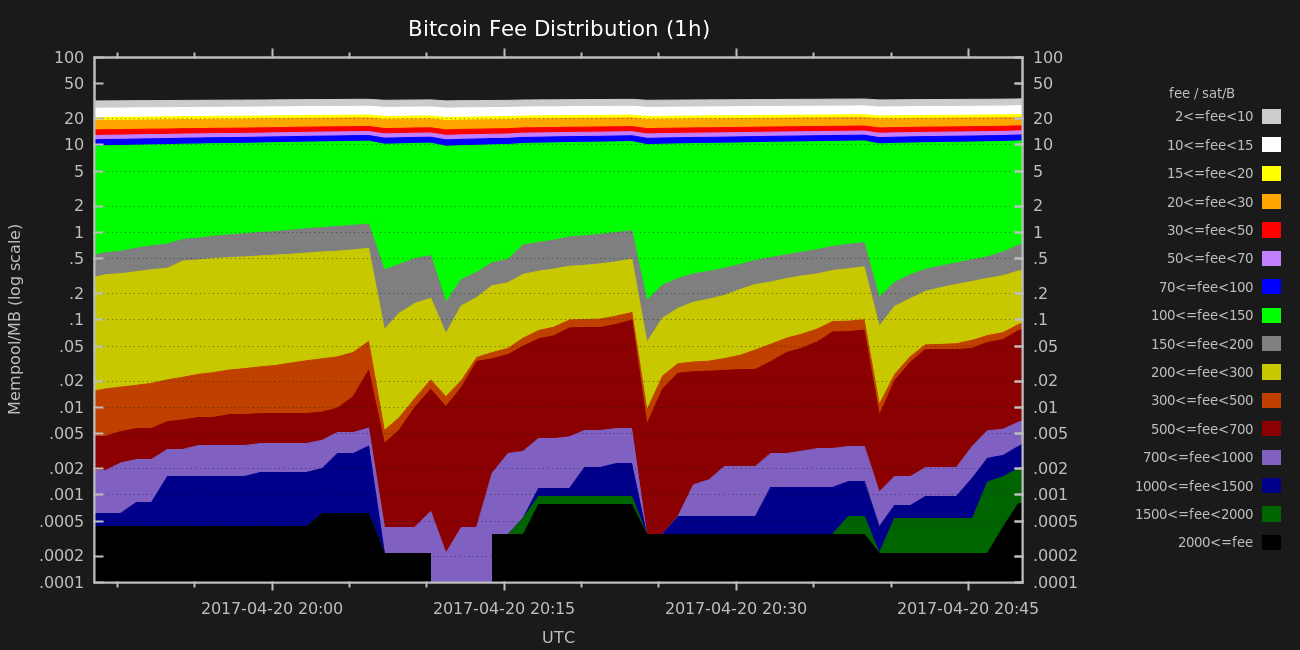 Bitcoin Fee Distribution (1h)
Mempool/MB (log scale)
100
50
20
10
5
2
1
.5
.2
.1
.05
.02
.01
.005
.002
.001
.0005
.0002
.0001
100
50
20
10
5
2
1
.5
.2
.1
.05
.02
.01
.005
.002
.001
.0005
.0002
.0001
2017-04-20 20:00
2017-04-20 20:15
2017-04-20 20:30
2017-04-20 20:45
UTC
fee / sat/B
2<=fee<10
10<=fee<15
15<=fee<20
20<=fee<30
30<=fee<50
50<=fee<70
70<=fee<100
100<=fee<150
150<=fee<200
200<=fee<300
300<=fee<500
500<=fee<700
700<=fee<1000
1000<=fee<1500
1500<=fee<2000
2000<=fee